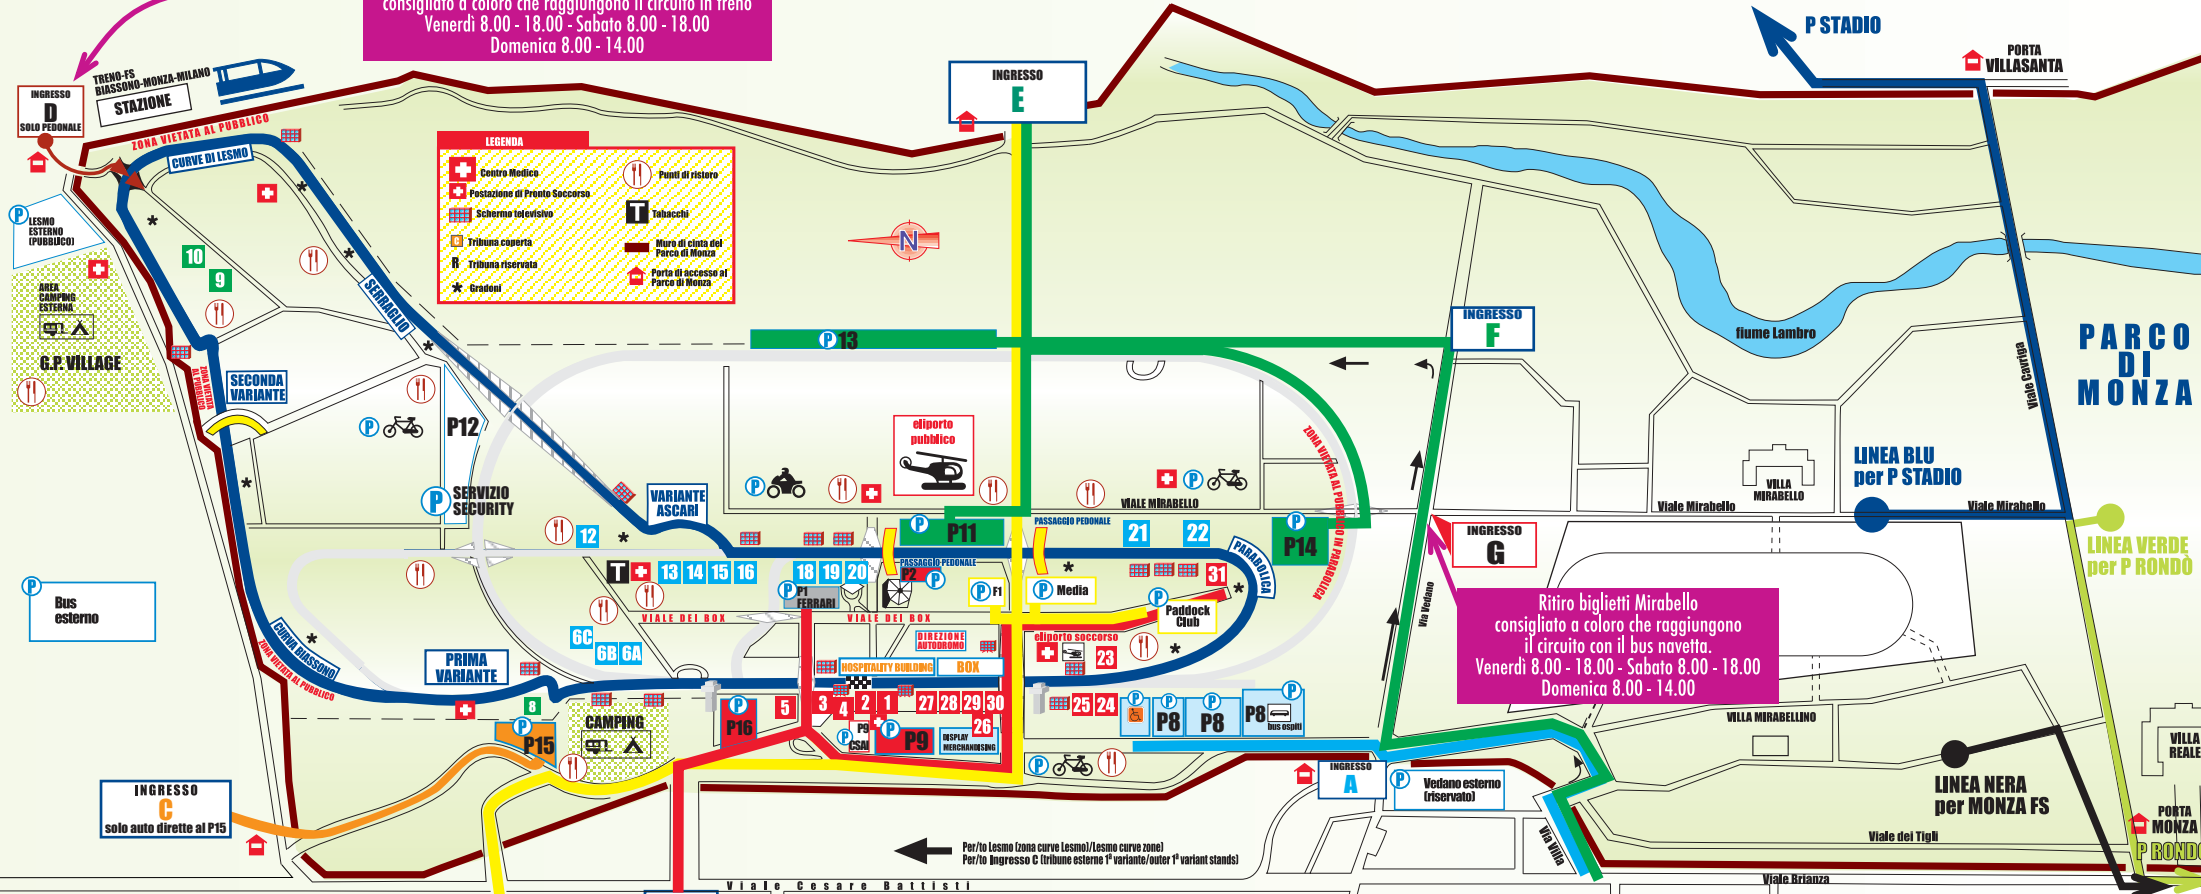 consigliato a coloro che raggiungono il circuito in treno
Venerdì 8.00 - 18.00 - Sabato 8.00 - 18.00
Domenica 8.00 - 14.00
INGRESSO
D
SOLO PEDONALE
TRENO-FS
BIASSONO-MONZA-MILANO
STAZIONE
ZONA VIETATA AL PUBBLICO
CURVE DI LESMO
P
LESMO
ESTERNO
(PUBBLICO)
AREA
CAMPING
ESTERNA
G.P. VILLAGE
10
9
SERRAGLIO
ZONA VIETATA
AL PUBBLICO
SECONDA
VARIANTE
P
P12
P
SERVIZIO
SECURITY
LEGENDA
Centro Medico
Postazione di Pronto Soccorso
Schermo televisivo
C Tribuna coperta
R Tribuna riservata
* Gradoni
Punti di ristoro
T Tabacchi
Muro di cinta del
Parco di Monza
Porta di accesso al
Parco di Monza
N
INGRESSO
E
P 13
eliporto
pubblico
P
P
VIALE MIRABELLO
ZONA VIETATA AL PUBBLICO IN PARABOLICA
INGRESSO
F
P STADIO
PORTA
VILLASANTA
fiume Lambro
Viale Cavriga
PARCO
DI
MONZA
VILLA
MIRABELLO
Viale Mirabello
LINEA BLU
per P STADIO
Viale Mirabello
LINEA VERDE
per P RONDÒ
INGRESSO
G
Via Vedano
Ritiro biglietti Mirabello
consigliato a coloro che raggiungono
il circuito con il bus navetta.
Venerdì 8.00 - 18.00 - Sabato 8.00 - 18.00
Domenica 8.00 - 14.00
VARIANTE
ASCARI
12
T
13 14 15 16
18 19 20
P
P11
PASSAGGIO PEDONALE
PASSAGGIO PEDONALE
P2
P
21
22
PARABOLICA
P
P14
31
P
P1
FERRARI
P F1
P Media
P
Paddock
Club
VIALE DEI BOX
VIALE DEI BOX
DIREZIONE
AUTODROMO
HOSPITALITY BUILDING
BOX
eliporto soccorso
23
6C
6B 6A
P
Bus
esterno
CURVA BIASSONO
ZONA VIETATA AL PUBBLICO
PRIMA
VARIANTE
8
P
P15
CAMPING
P
P16
5
3
4
2
1
27 28 29 30
26
P9
P
CSAI
P
P9
DISPLAY
MERCHANDISING
25 24
P
P
P8
P
P8
P
P8
bus ospiti
P
INGRESSO
A
P
Vedano esterno
(riservato)
INGRESSO
C
solo auto dirette al P15
Per/to Lesmo (zona curve Lesmo)/Lesmo curve zone)
Per/to Ingresso C (tribune esterne 1ª variante/outer 1ª variant stands)
Viale Cesare Battisti
Via Villa
VILLA MIRABELLINO
LINEA NERA
per MONZA FS
Viale dei Tigli
Viale Brianza
VILLA
REALE
PORTA
MONZA
P RONDÒ